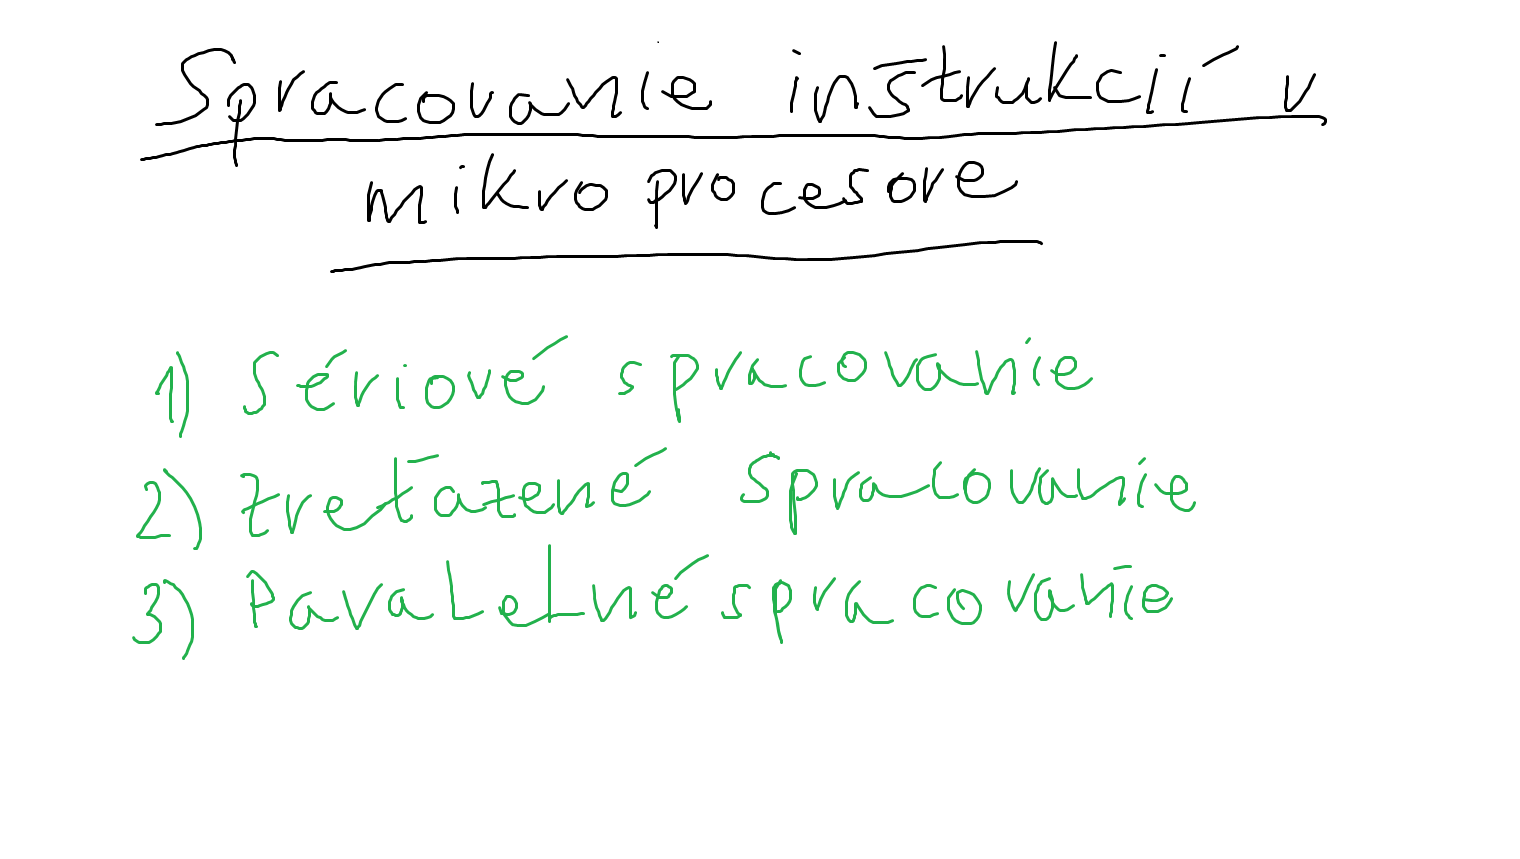 Spracovanie inštrukcií v
mikroprocesore
1) Sériové spracovanie
2) Zreťazené spracovanie
3) Paralelné spracovanie